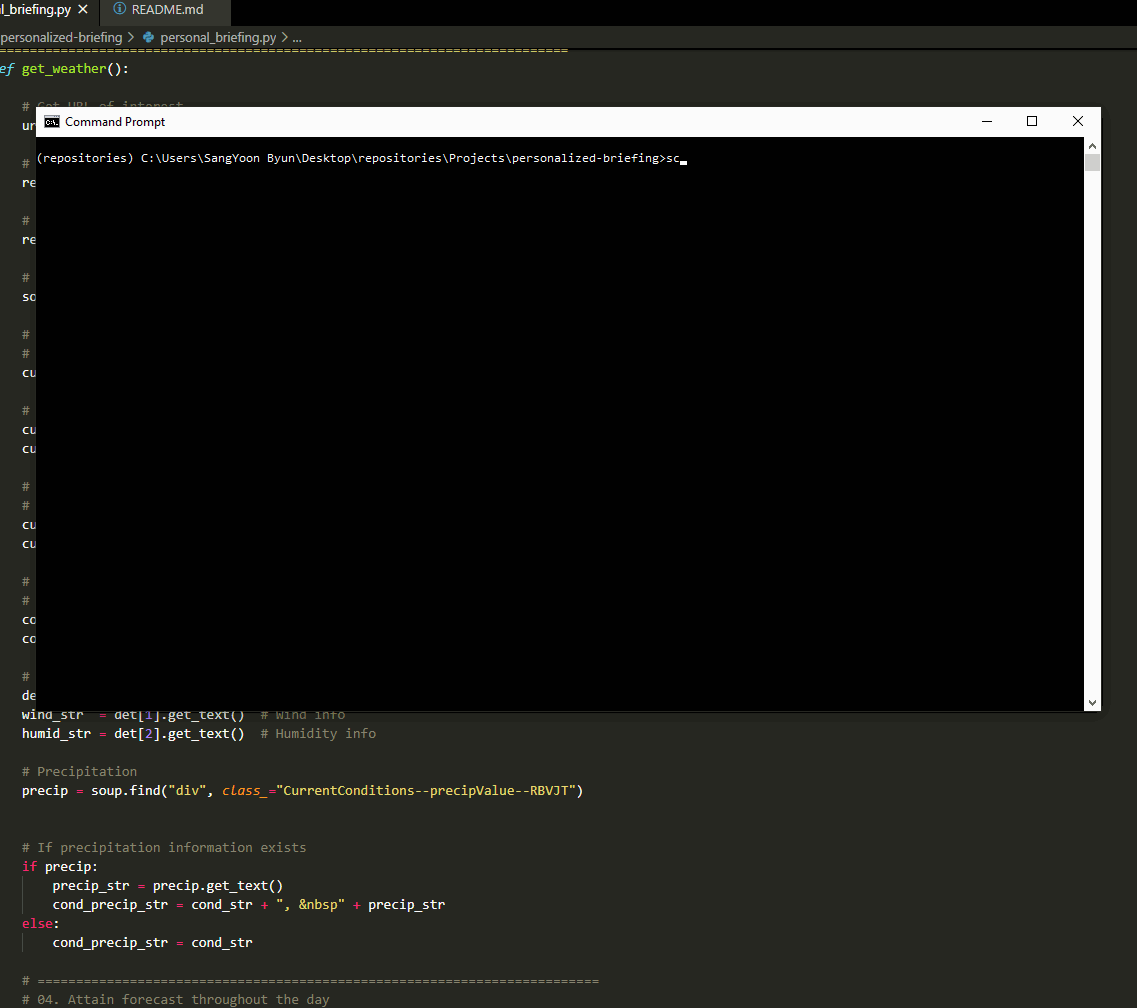 l_briefing.py
README.md
personalized-briefing > personal_briefing.py > ...
ef get_weather():
# Get URL of interest
ur
Command Prompt
(repositories) C:\Users\SangYoon Byun\Desktop\repositories\Projects\personalized-briefing>sc
#
re
#
re
#
so
#
#
cu
#
cu
cu
#
#
cu
cu
#
#
co
co
#
de
wind_str = det[1].get_text() # Wind info
humid_str = det[2].get_text() # Humidity info
# Precipitation
precip = soup.find("div", class_="CurrentConditions--precipValue--RBVJT")
# If precipitation information exists
if precip:
precip_str = precip.get_text()
cond_precip_str = cond_str + ", &nbsp" + precip_str
else:
cond_precip_str = cond_str
# =========================================================================
# 04. Attain forecast throughout the day